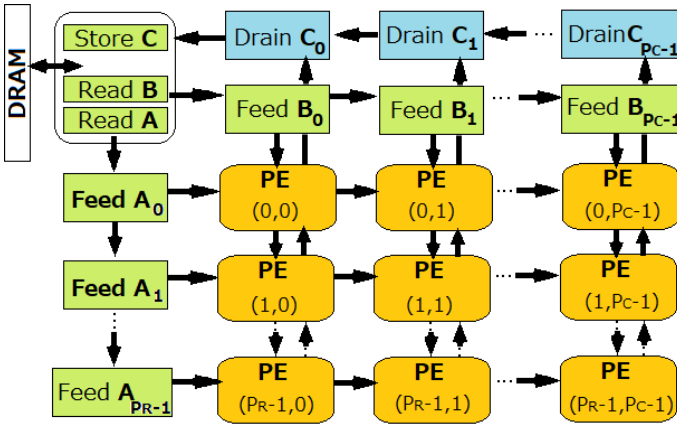 DRAM
Store C
Read B
Read A
Drain C0
Drain C1
...
DrainCPC-1
Feed B0
Feed B1
...
Feed BPC-1
Feed A0
PE
(0,0)
PE
(0,1)
...
PE
(0,PC-1)
Feed A1
PE
(1,0)
PE
(1,1)
...
PE
(1,PC-1)
Feed APR-1
PE
(PR-1,0)
PE
(PR-1,1)
...
PE
(PR-1,PC-1)